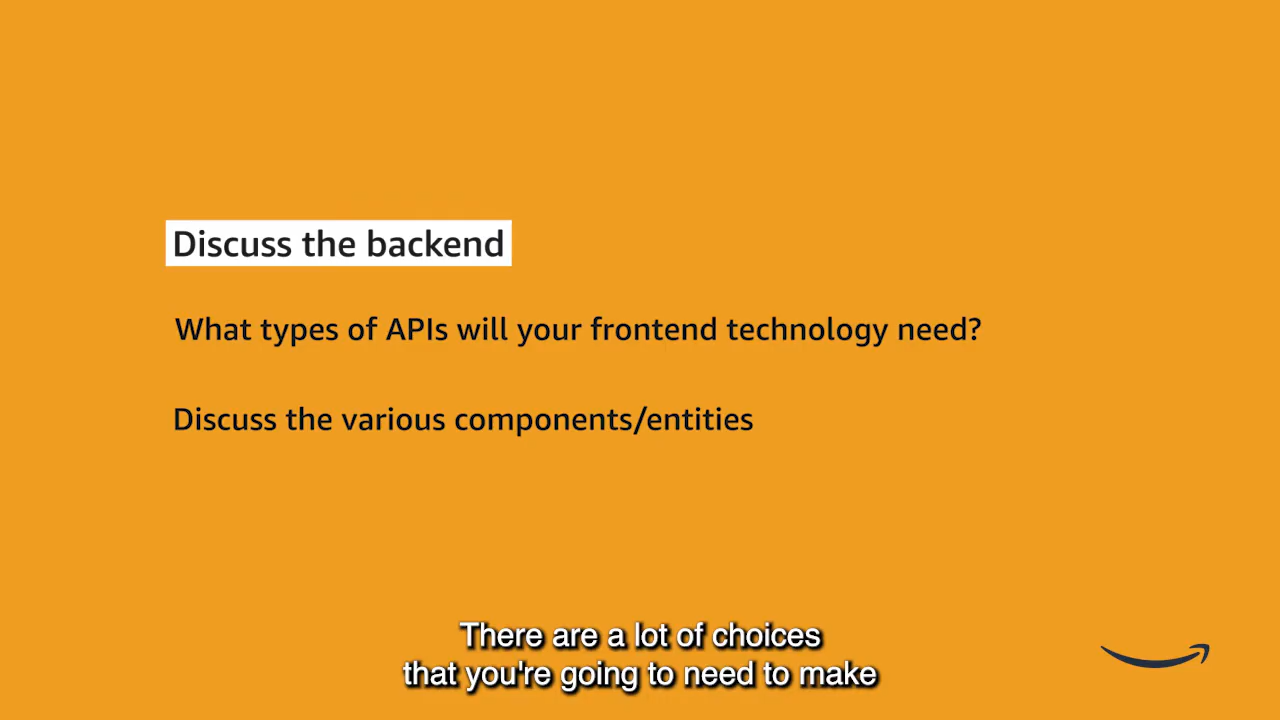 Discuss the backend
What types of APIs will your frontend technology need?
Discuss the various components/entities
There are a lot of choices
that you're going to need to make